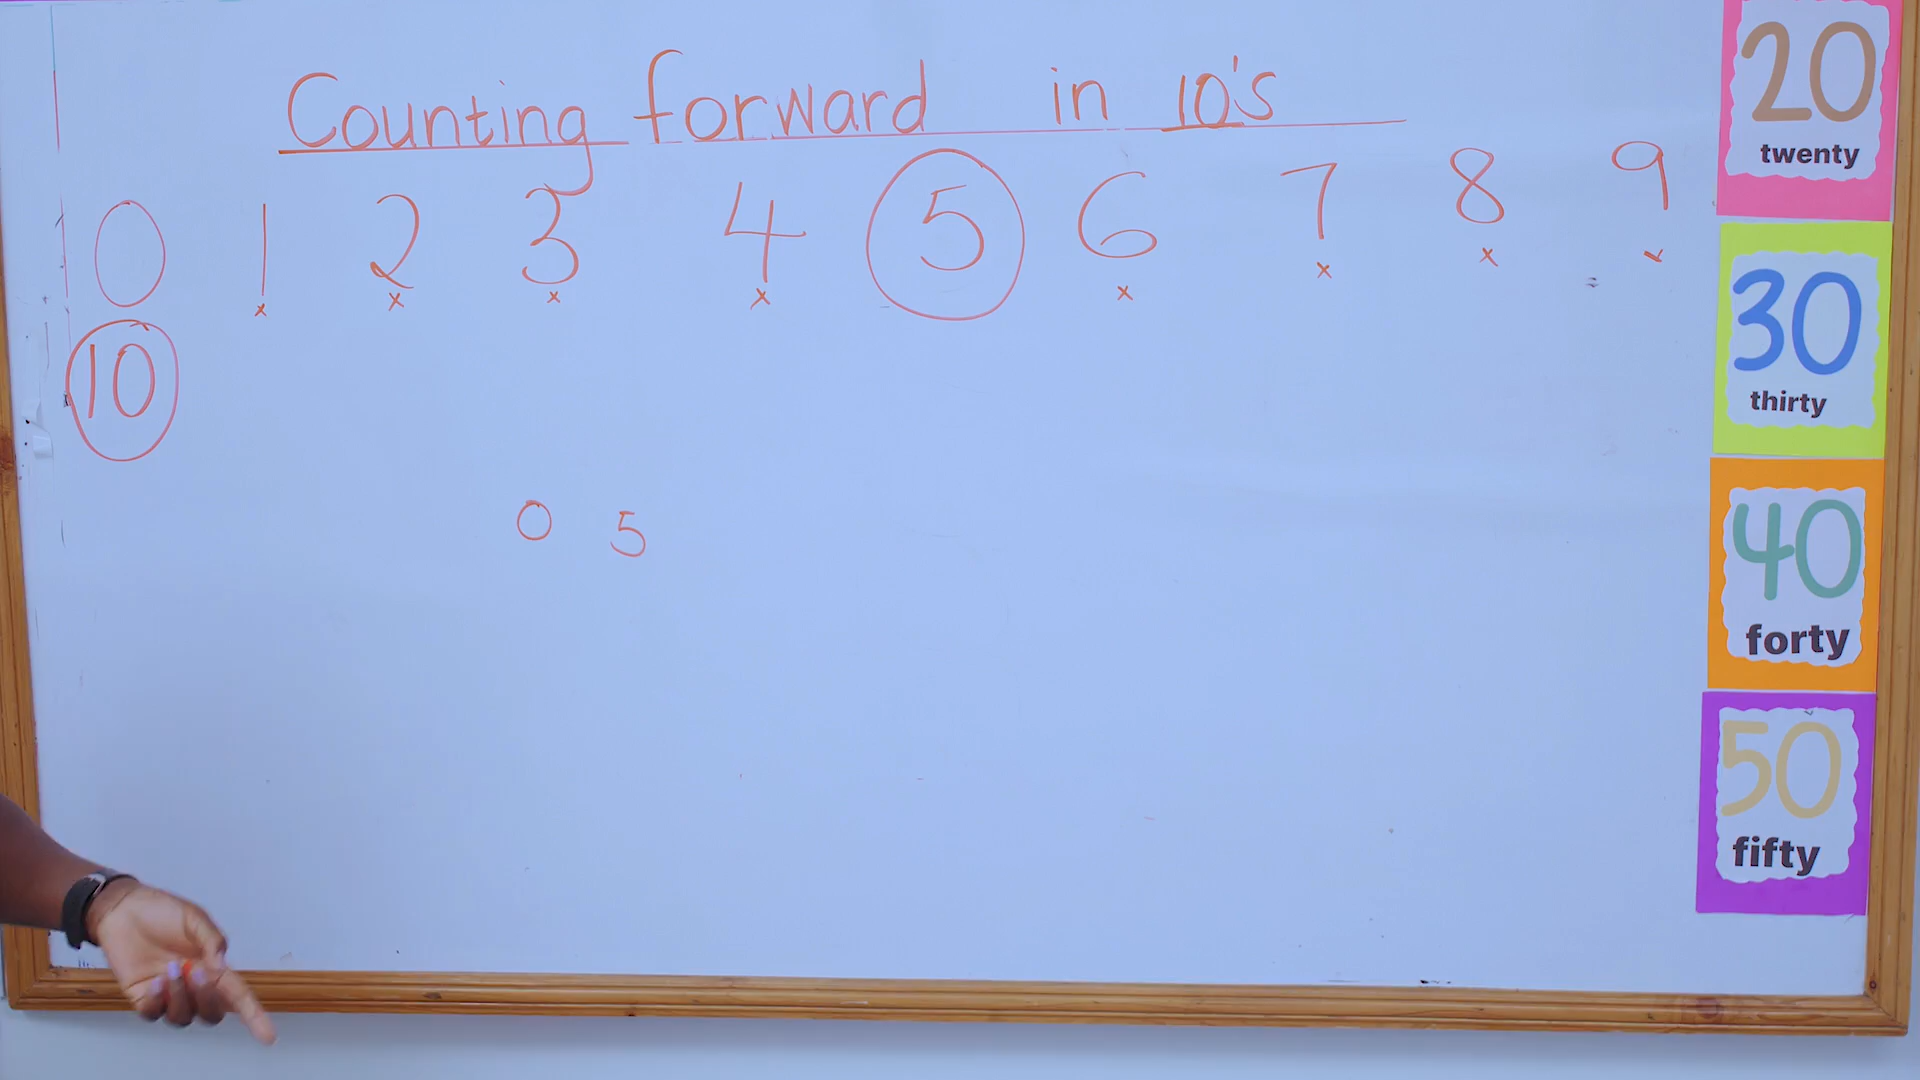 Counting forward in 10's
0 1 2 3 4 5 6 7 8 9
x x x x x x x x
10
0 5
20
twenty
30
thirty
40
forty
50
fifty